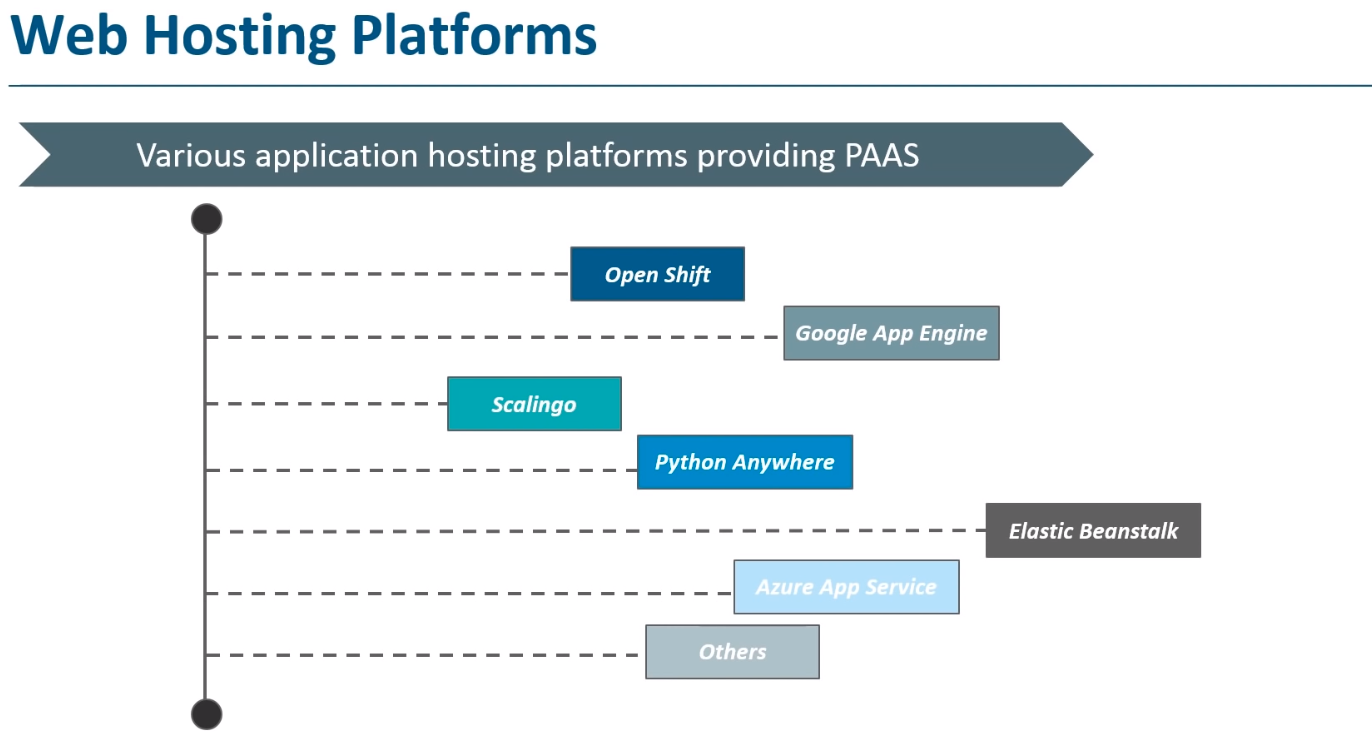 Web Hosting Platforms
Various application hosting platforms providing PAAS
Open Shift
Google App Engine
Scalingo
Python Anywhere
Elastic Beanstalk
Azure App Service
Others